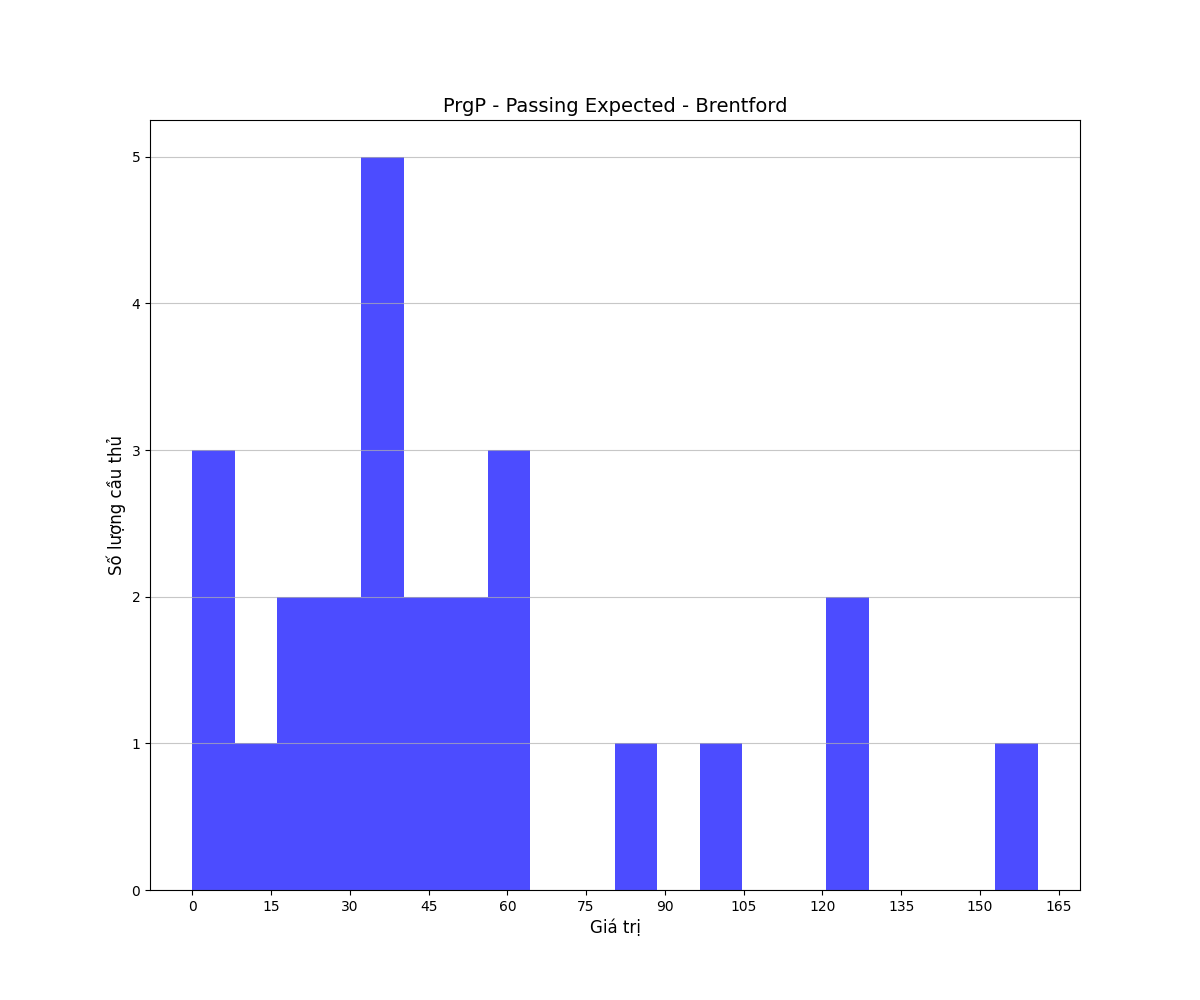 PrgP - Passing Expected - Brentford
5
4
3
2
1
0
Số lượng cầu thủ
0 15 30 45 60 75 90 105 120 135 150 165
Giá trị